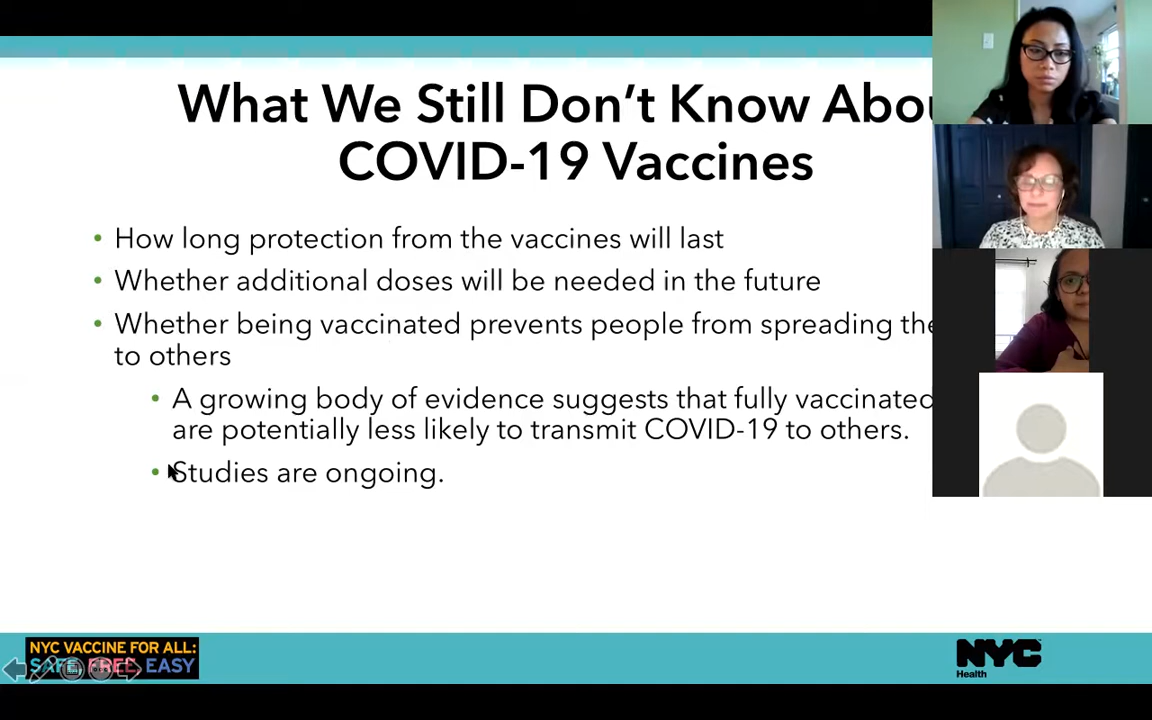 What We Still Don't Know Abou
COVID-19 Vaccines
• How long protection from the vaccines will last
• Whether additional doses will be needed in the future
• Whether being vaccinated prevents people from spreading the
to others
• A growing body of evidence suggests that fully vaccinated
are potentially less likely to transmit COVID-19 to others.
• Studies are ongoing.
NYC VACCINE FOR ALL:
SAFE, FREE, EASY
NYC
Health